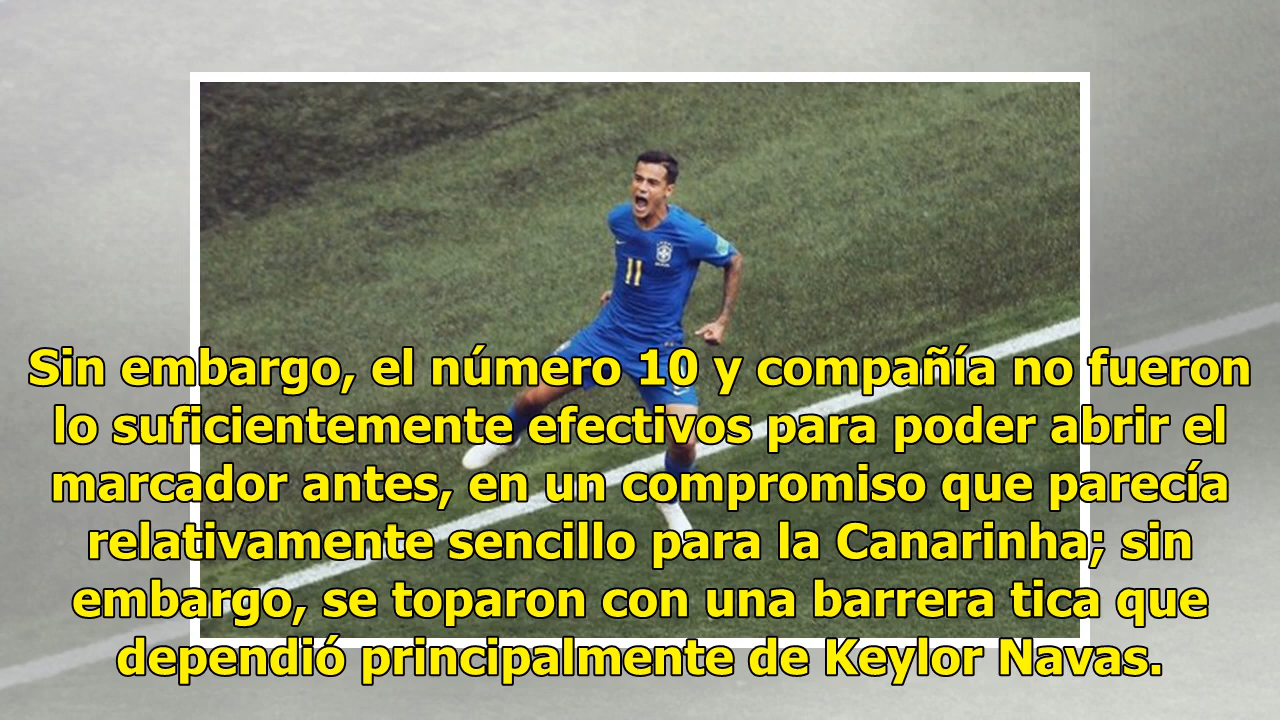 11
Sin embargo, el número 10 y compañía no fueron
lo suficientemente efectivos para poder abrir el
marcador antes, en un compromiso que parecía
relativamente sencillo para la Canarinha; sin
embargo, se toparon con una barrera tica que
dependió principalmente de Keylor Navas.